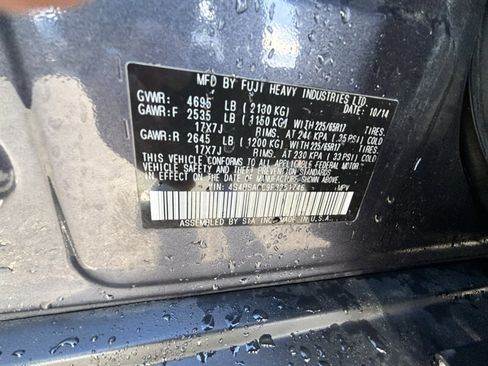 MFD BY FUJI HEAVY INDUSTRIES LTD.
GVWR: 4695 LB (2130 KG) DATE: 10/14
GAWR:F 2535 LB (1150 KG) WITH 225/65R17 TIRES.
17X7J RIMS. AT 244 KPA (35 PSI) COLD
GAWR:R 2645 LB (1200 KG) WITH 225/65R17 TIRES.
17X7J RIMS. AT 230 KPA (33 PSI) COLD
THIS VEHICLE CONFORMS TO ALL APPLICABLE FEDERAL MOTOR
VEHICLE SAFETY AND THEFT PREVENTION STANDARDS
IN EFFECT ON THE DATE OF MANUFACTURE SHOWN ABOVE.
VIN: MPV
ASSEMBLED BY SIA INC. IN U.S.A.